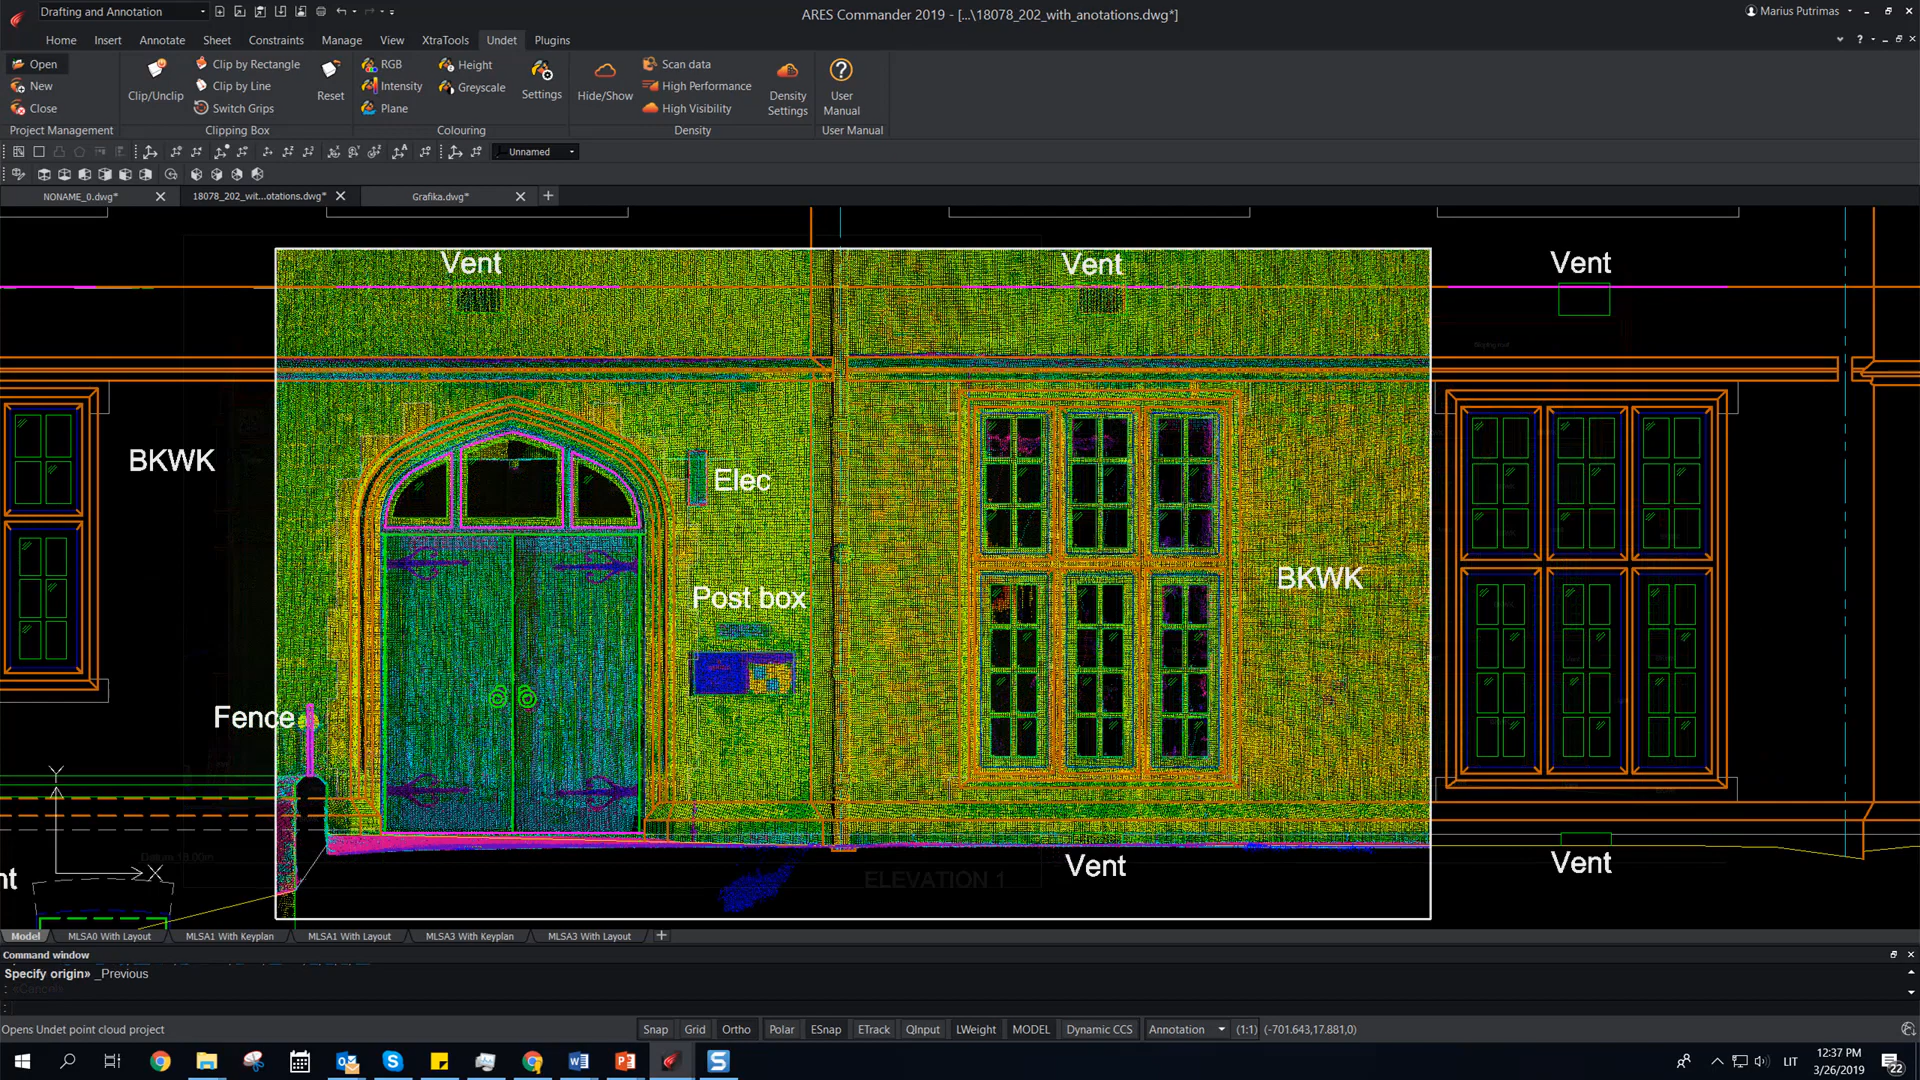 Drafting and Annotation
ARES Commander 2019 - [...\18078_202_with_anotations.dwg*]
Marius Putrimas
Home Insert Annotate Sheet Constraints Manage View XtraTools Undet Plugins
Open
New
Close
Project Management
Clip/Unclip
Clip by Rectangle
Clip by Line
Switch Grips
Reset
Clipping Box
RGB
Intensity
Plane
Height
Greyscale
Settings
Colouring
Hide/Show
Scan data
High Performance
High Visibility
Density
Settings
Density
User
Manual
User Manual
Unnamed
NONAME_0.dwg*
18078_202_wit...otations.dwg*
Grafika.dwg*
Vent
Vent
Vent
BKWK
Elec
Post box
BKWK
Fence
Y
X
Datum 18.00m
nt
ELEVATION 1
Vent
Vent
Model MLSA0 With Layout MLSA1 With Keyplan MLSA1 With Layout MLSA3 With Keyplan MLSA3 With Layout
Command window
Specify origin» _Previous
: «Cancel»
:
Opens Undet point cloud project
Snap Grid Ortho Polar ESnap ETrack QInput LWeight MODEL Dynamic CCS Annotation (1:1) (-701.643,17.881,0)
LIT
12:37 PM
3/26/2019
22